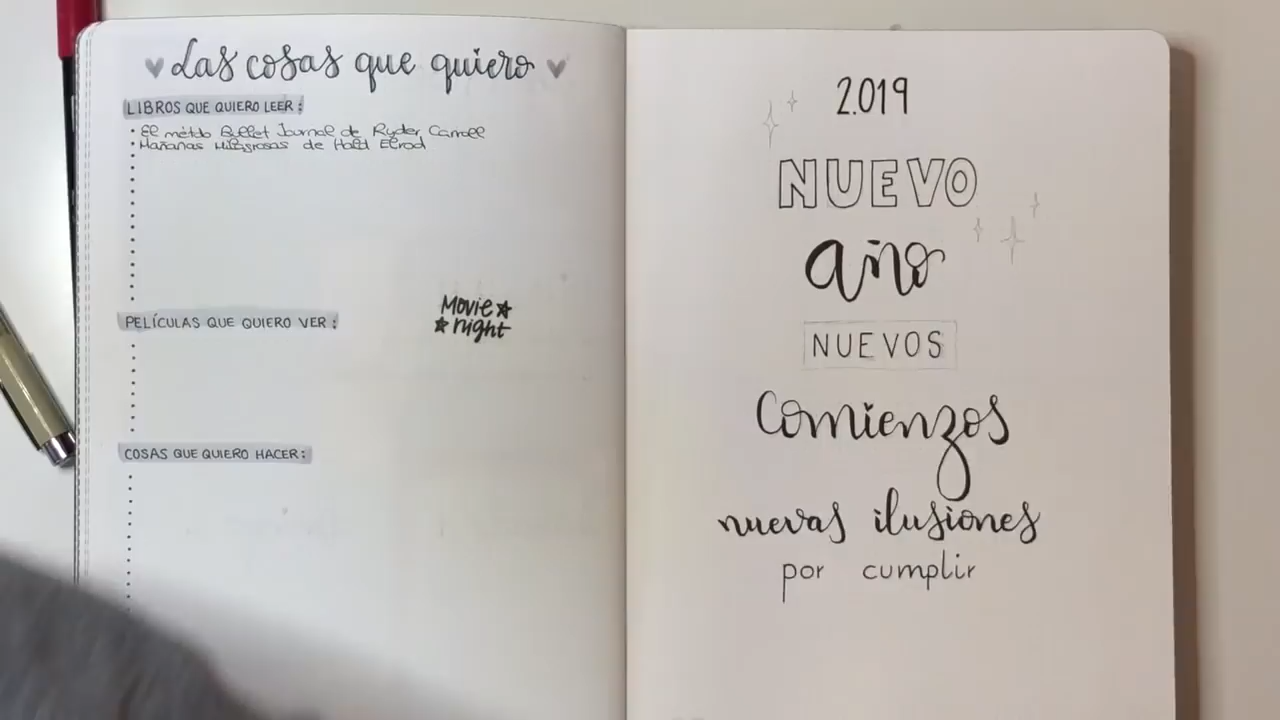 Las cosas que quiero
LIBROS QUE QUIERO LEER:
• El métdo Bullet Journal de Ryder Carroll
• Mañanas Milagrosas de Hald Elrod
PELÍCULAS QUE QUIERO VER:
Movie
night
COSAS QUE QUIERO HACER:
2.019
NUEVO
año
NUEVOS
Comienzos
nuevas ilusiones
por cumplir